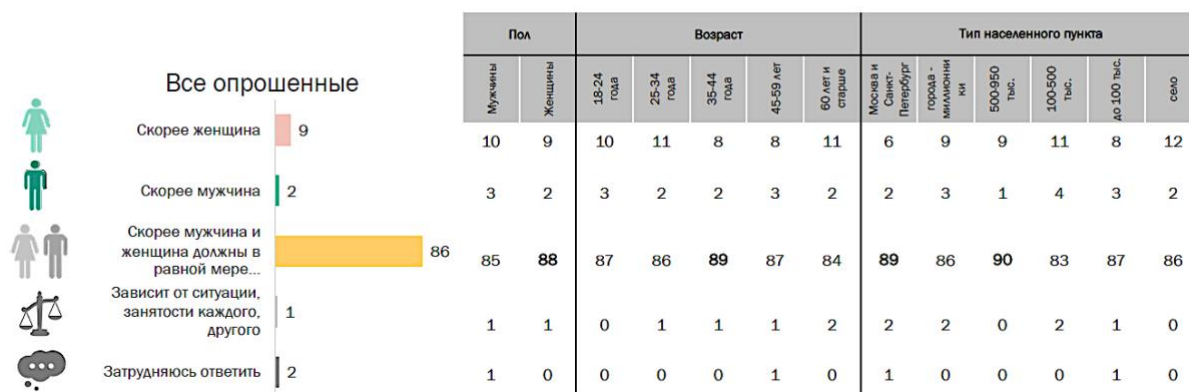 Пол Возраст Тип населенного пункта
Все опрошенные
Мужчины Женщины 18-24 года 25-34 года 35-44 года 45-59 лет 60 лет и старше Москва и Санкт-Петербург города - миллионники 500-950 тыс. 100-500 тыс. до 100 тыс. село
Скорее женщина 9
10 9 10 11 8 8 11 6 9 9 11 8 12
Скорее мужчина 2
3 2 3 2 2 3 2 2 3 1 4 3 2
Скорее мужчина и
женщина должны в
равной мере...
86
85 88 87 86 89 87 84 89 86 90 83 87 86
Зависит от ситуации,
занятости каждого,
другого
1
1 1 0 1 1 1 2 2 2 0 2 1 0
Затрудняюсь ответить 2
1 0 0 0 0 1 0 1 0 0 0 1 0